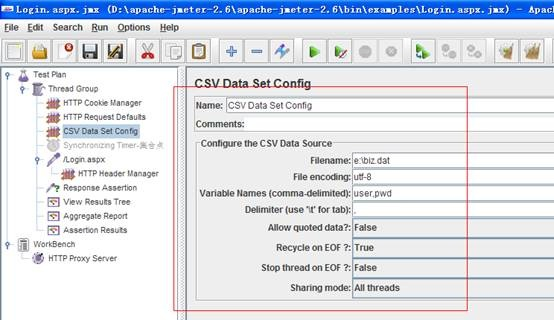 Login.aspx.jmx (D:\apache-jmeter-2.6\apache-jmeter-2.6\bin\examples\Login.aspx.jmx) - Apac
File Edit Search Run Options Help
Test Plan
Thread Group
HTTP Cookie Manager
HTTP Request Defaults
CSV Data Set Config
Synchronizing Timer-集合点
/Login.aspx
HTTP Header Manager
Response Assertion
View Results Tree
Aggregate Report
Assertion Results
WorkBench
HTTP Proxy Server
CSV Data Set Config
Name: CSV Data Set Config
Comments:
Configure the CSV Data Source
Filename: e:\biz.dat
File encoding: utf-8
Variable Names (comma-delimited): user,pwd
Delimiter (use '\t' for tab): ,
Allow quoted data?: False
Recycle on EOF ?: True
Stop thread on EOF ?: False
Sharing mode: All threads